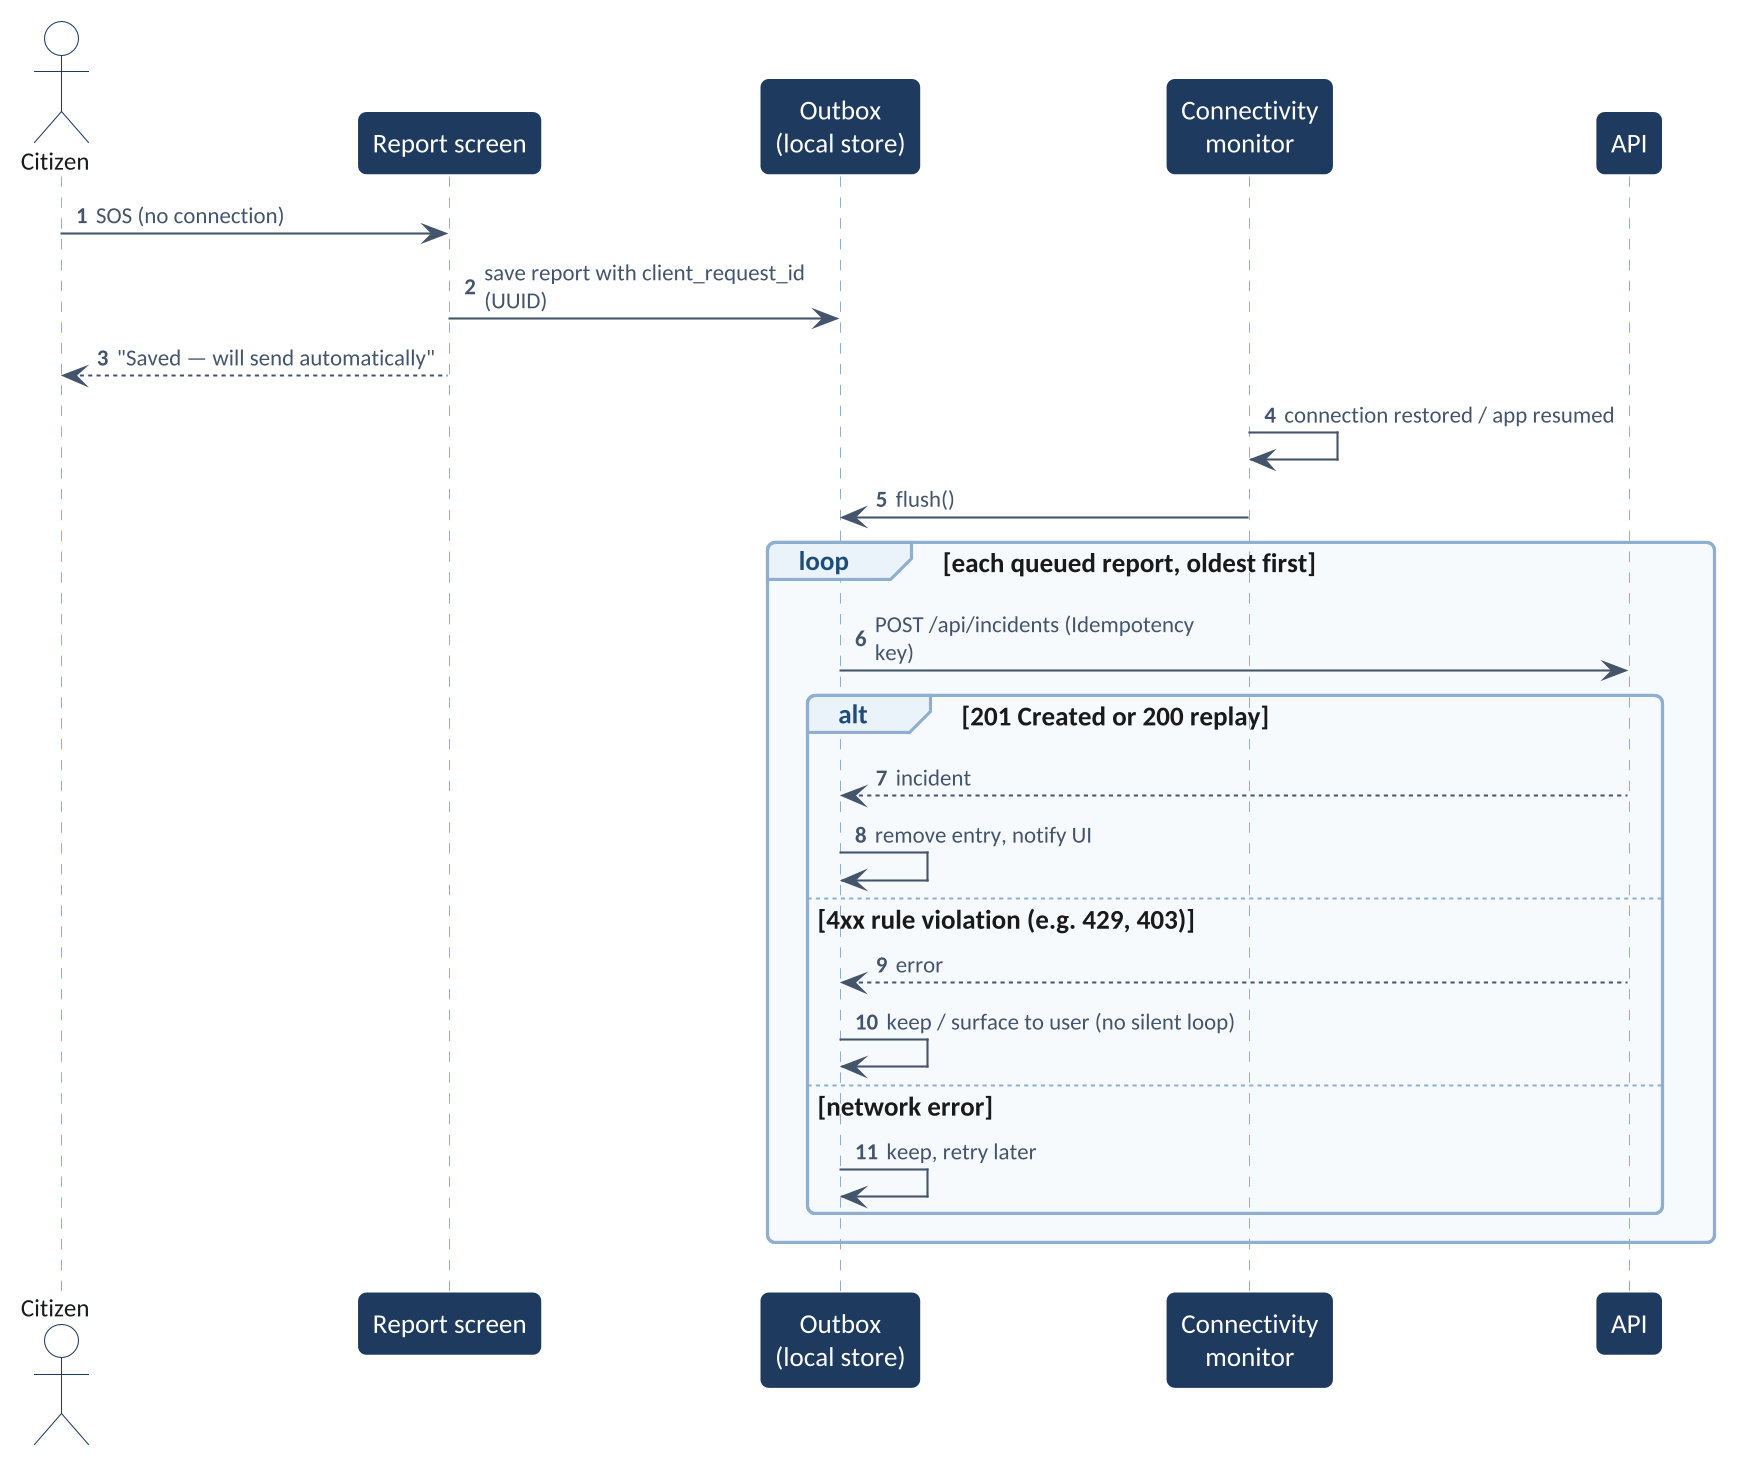 Citizen
Report screen
Outbox
(local store)
Connectivity
monitor
API
1 SOS (no connection)
2 save report with client_request_id
(UUID)
3 "Saved — will send automatically"
4 connection restored / app resumed
5 flush()
loop [each queued report, oldest first]
6 POST /api/incidents (Idempotency
key)
alt [201 Created or 200 replay]
7 incident
8 remove entry, notify UI
[4xx rule violation (e.g. 429, 403)]
9 error
10 keep / surface to user (no silent loop)
[network error]
11 keep, retry later
Citizen
Report screen
Outbox
(local store)
Connectivity
monitor
API